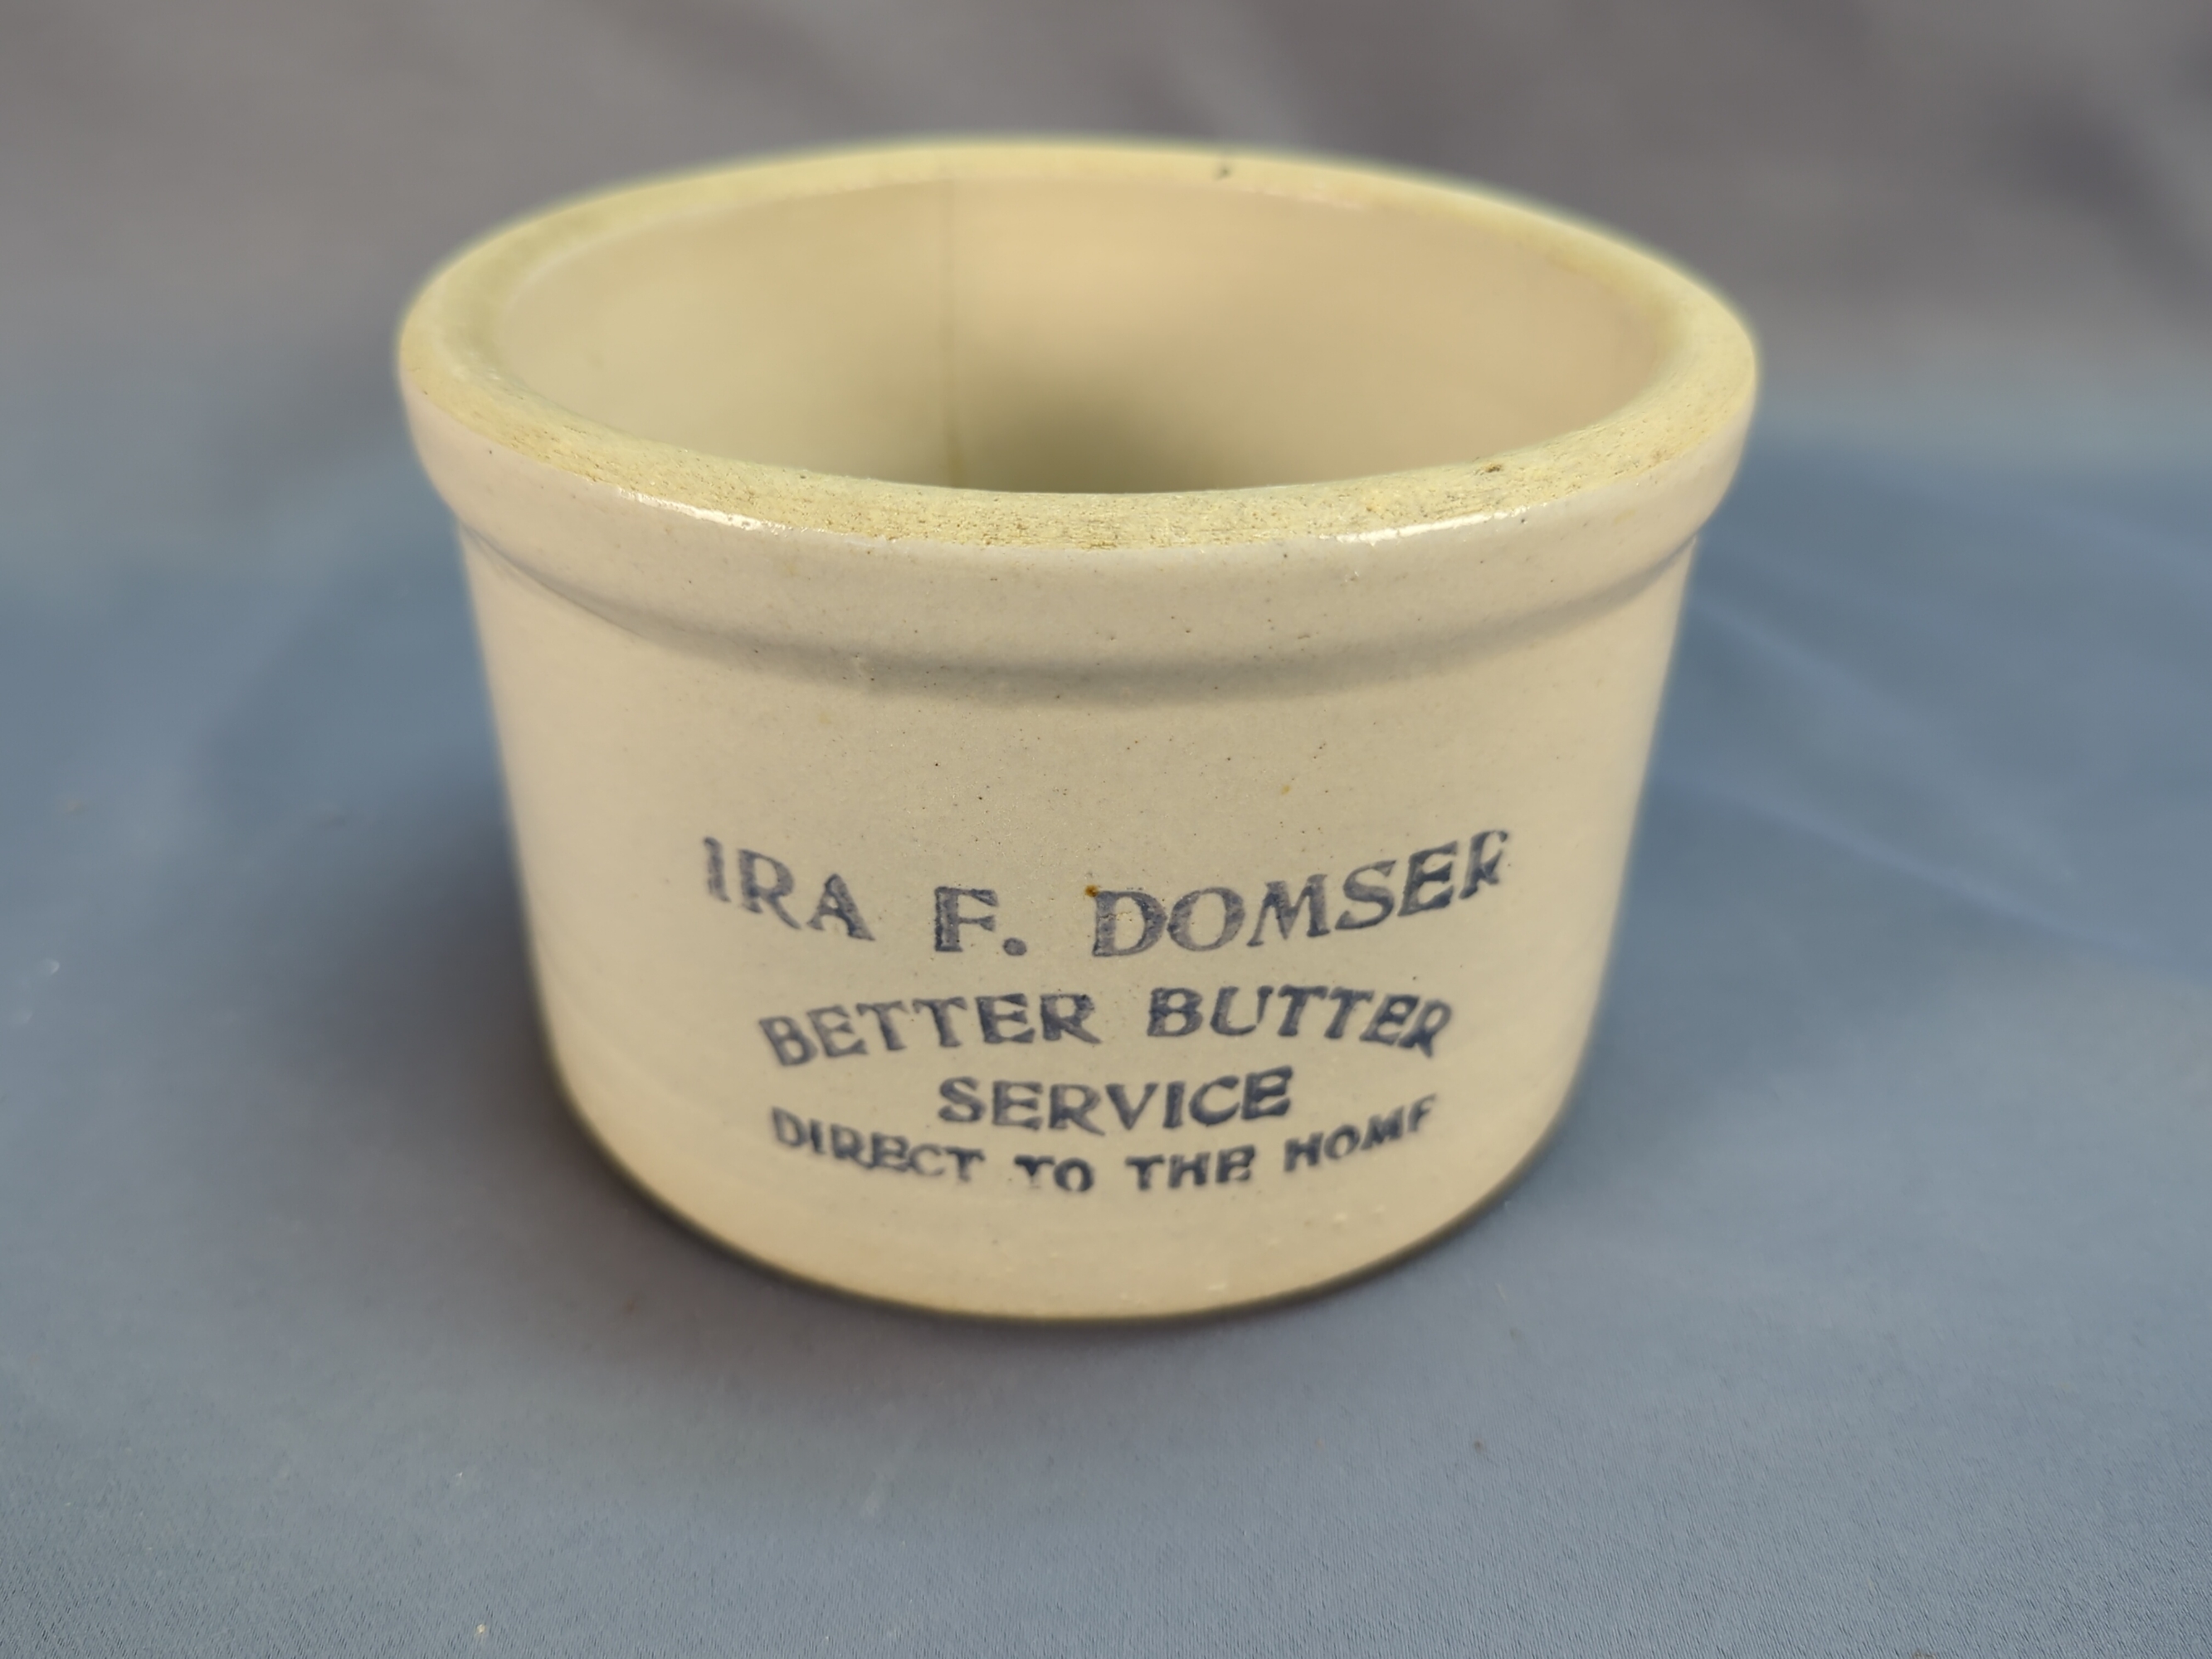 IRA F. DOMSER
BETTER BUTTER
SERVICE
DIRECT TO THE HOME